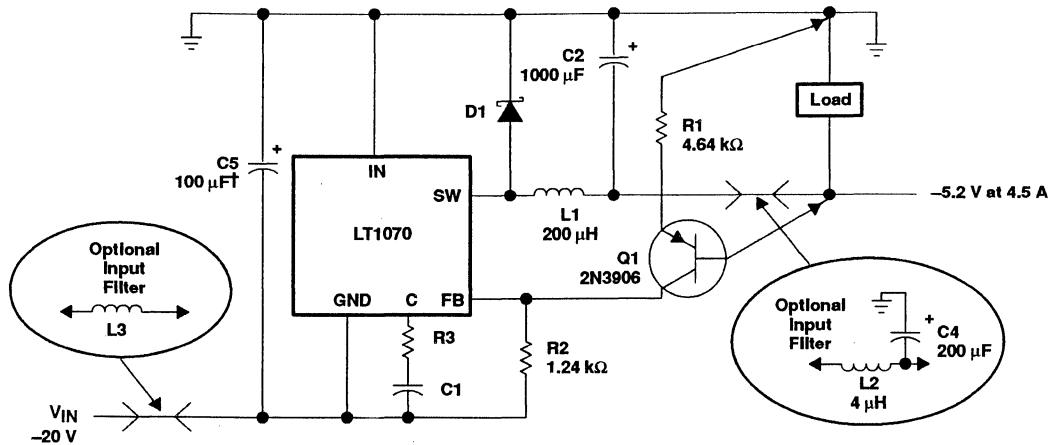 C2
1000 µF
+
D1
R1
4.64 kΩ
Load
C5
100 µF†
+
IN
SW
LT1070
GND
C
FB
L1
200 µH
–5.2 V at 4.5 A
Q1
2N3906
Optional
Input
Filter
L3
R3
C1
R2
1.24 kΩ
Optional
Input
Filter
+
C4
200 µF
L2
4 µH
VIN
–20 V